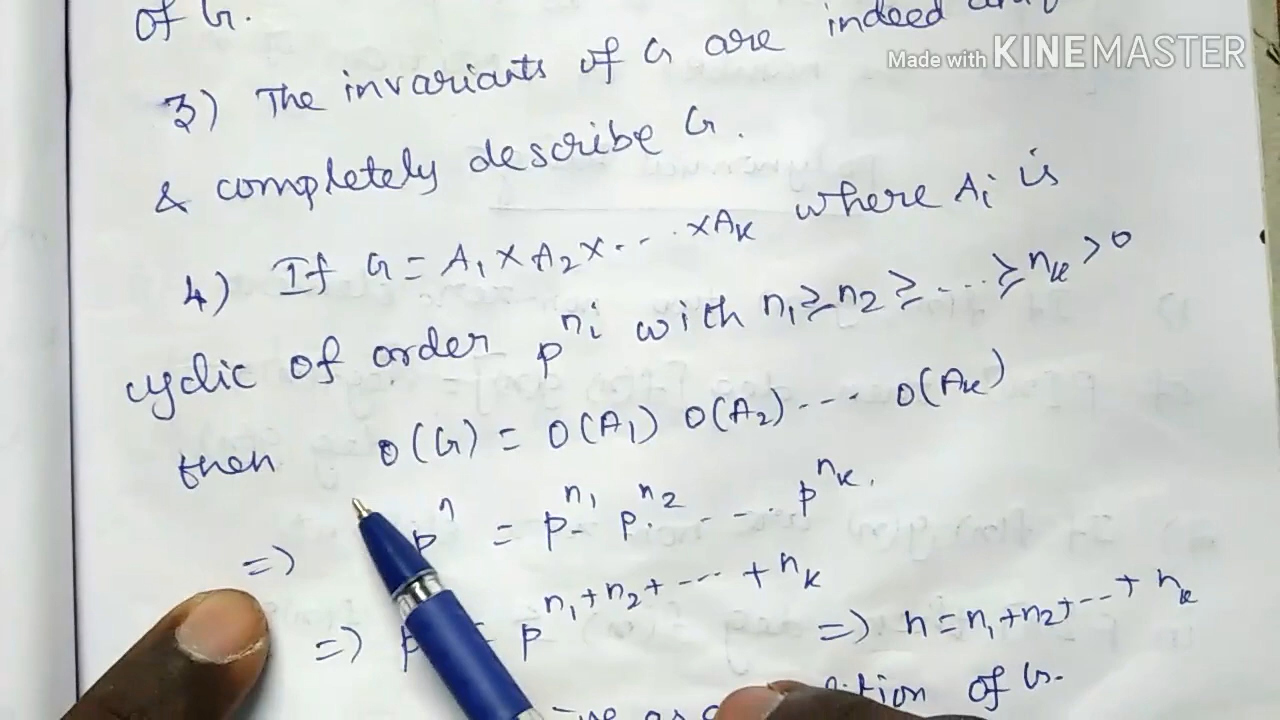 of G.
Made with KINEMASTER
3) The invariants of G are indeed
& completely describe G.
4) If G = A₁ × A₂ × ... × Aₖ where Aᵢ is
cyclic of order p^nᵢ with n₁ ≥ n₂ ≥ ... ≥ nₖ > 0
then o(G) = o(A₁) o(A₂) ... o(Aₖ)
=> pⁿ = p^n₁ . p^n₂ . ... p^nₖ.
=> p = p^n₁+n₂+...+nₖ => n = n₁+n₂+...+nₖ
of G.